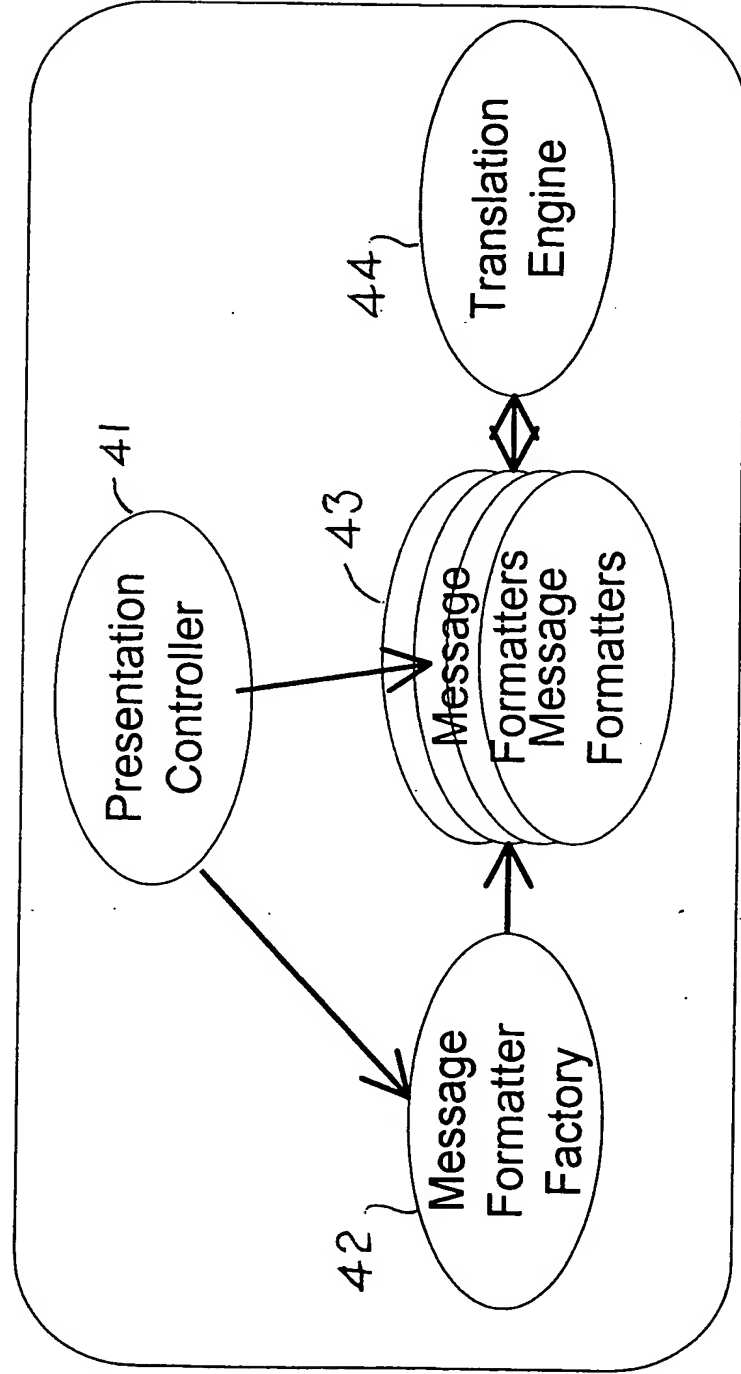 41
Presentation
Controller
42
Message
Formatter
Factory
43
Message
Formatters
Message
Formatters
44
Translation
Engine